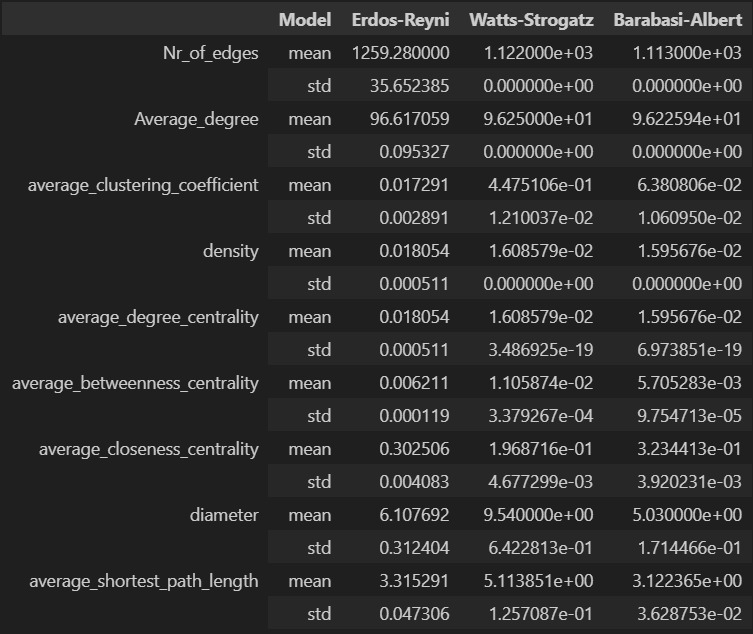 Model Erdos-Reyni Watts-Strogatz Barabasi-Albert
Nr_of_edges mean 1259.280000 1.122000e+03 1.113000e+03
std 35.652385 0.000000e+00 0.000000e+00
Average_degree mean 96.617059 9.625000e+01 9.622594e+01
std 0.095327 0.000000e+00 0.000000e+00
average_clustering_coefficient mean 0.017291 4.475106e-01 6.380806e-02
std 0.002891 1.210037e-02 1.060950e-02
density mean 0.018054 1.608579e-02 1.595676e-02
std 0.000511 0.000000e+00 0.000000e+00
average_degree_centrality mean 0.018054 1.608579e-02 1.595676e-02
std 0.000511 3.486925e-19 6.973851e-19
average_betweenness_centrality mean 0.006211 1.105874e-02 5.705283e-03
std 0.000119 3.379267e-04 9.754713e-05
average_closeness_centrality mean 0.302506 1.968716e-01 3.234413e-01
std 0.004083 4.677299e-03 3.920231e-03
diameter mean 6.107692 9.540000e+00 5.030000e+00
std 0.312404 6.422813e-01 1.714466e-01
average_shortest_path_length mean 3.315291 5.113851e+00 3.122365e+00
std 0.047306 1.257087e-01 3.628753e-02